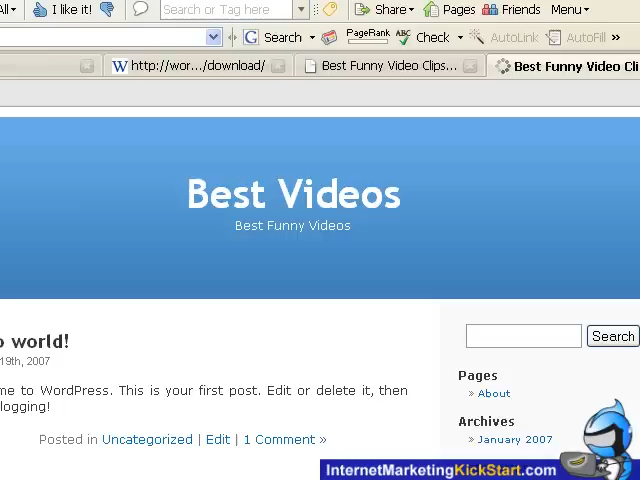 All I like it! Search or Tag here Share Pages Friends Menu
G Search PageRank ABC Check AutoLink AutoFill »
W http://wor.../download/ Best Funny Video Clips... Best Funny Video Cli
Best Videos
Best Funny Videos
o world!
19th, 2007
me to WordPress. This is your first post. Edit or delete it, then
logging!
Posted in Uncategorized | Edit | 1 Comment »
Search
Pages
» About
Archives
» January 2007
InternetMarketingKickStart.com